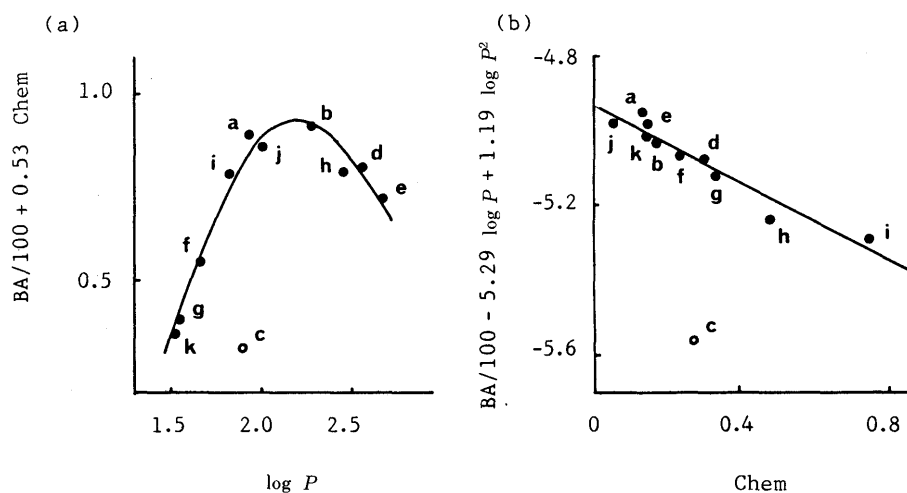 (a)
BA/100 + 0.53 Chem
1.0
0.5
a
b
j
i
h
d
e
f
g
k
c
1.5
2.0
2.5
log P
(b)
BA/100 - 5.29 log P + 1.19 log P²
-4.8
-5.2
-5.6
a
e
j
k
b
f
d
g
h
i
c
0
0.4
0.8
Chem